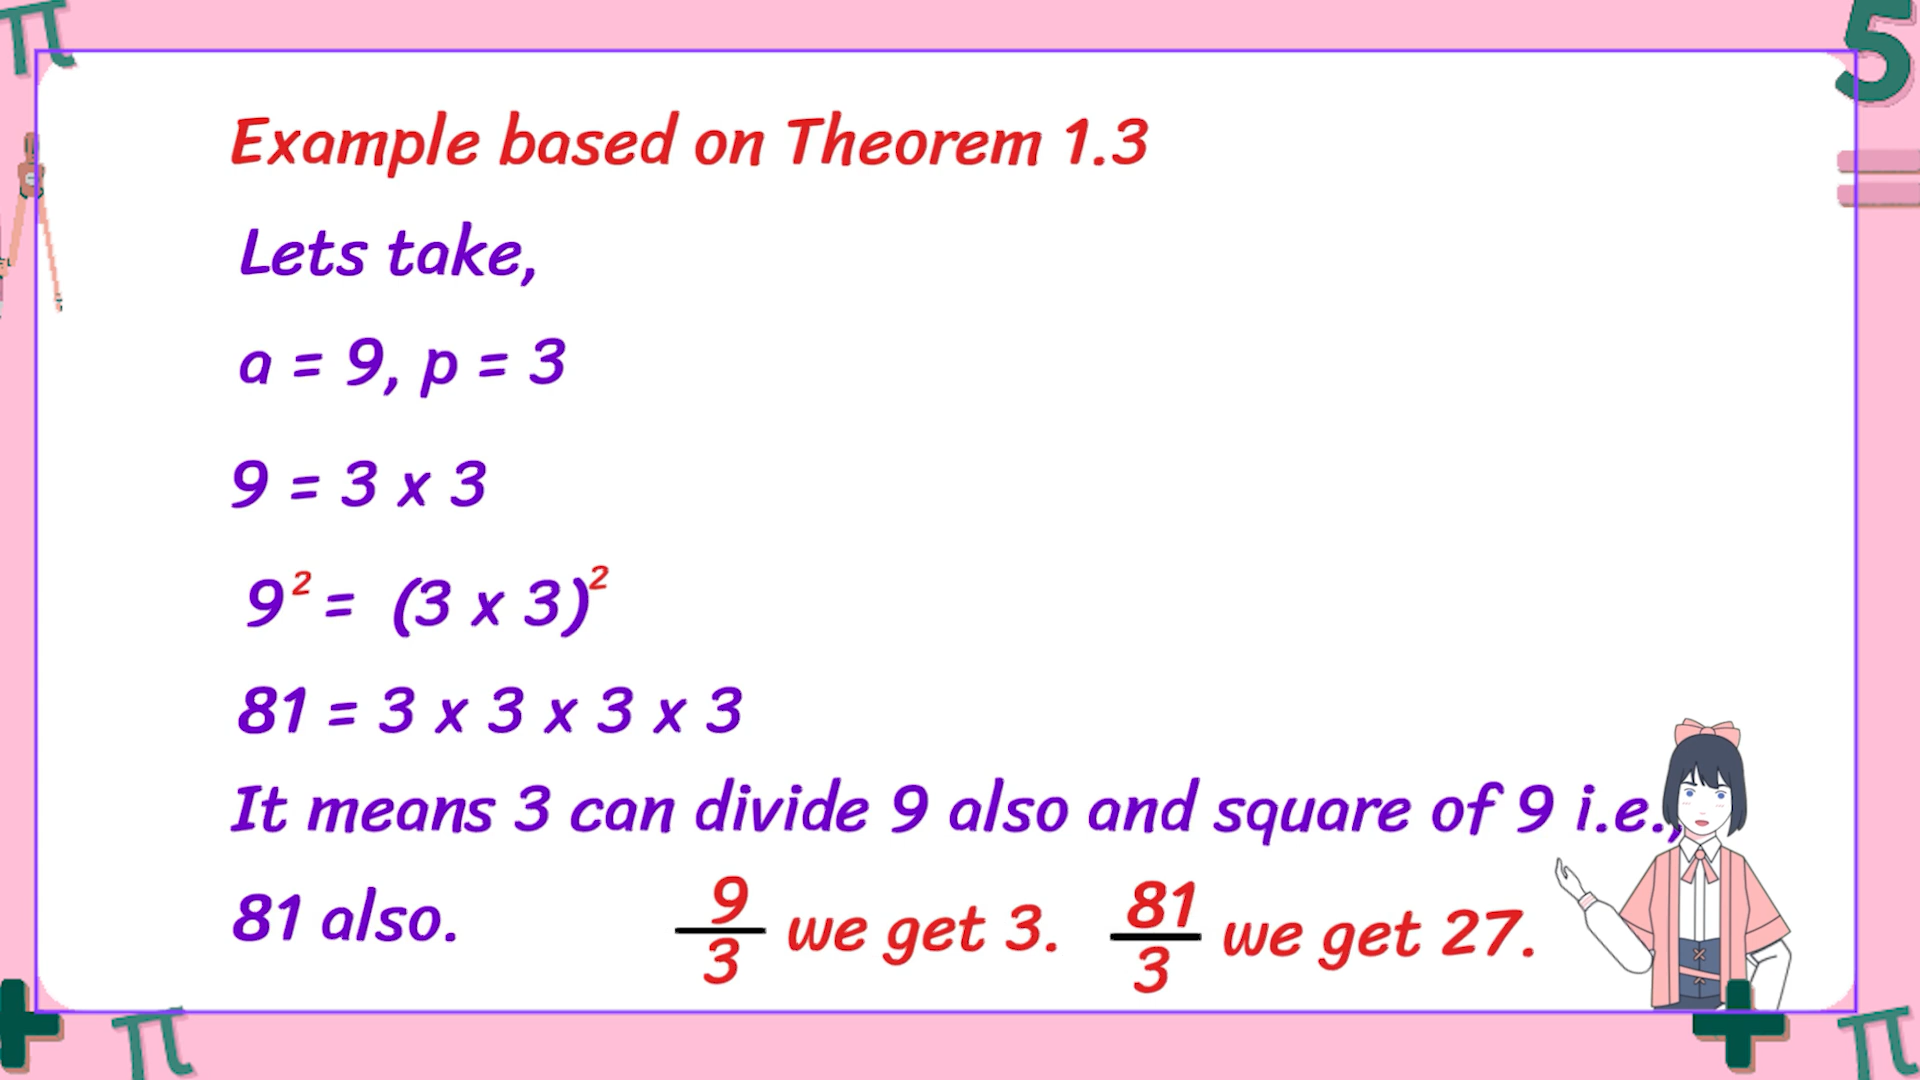 Example based on Theorem 1.3
Lets take,
a = 9, p = 3
9 = 3 x 3
9² = (3 x 3)²
81 = 3 x 3 x 3 x 3
It means 3 can divide 9 also and square of 9 i.e.,
81 also. 9/3 we get 3. 81/3 we get 27.
π
5
=
+
π
+
π